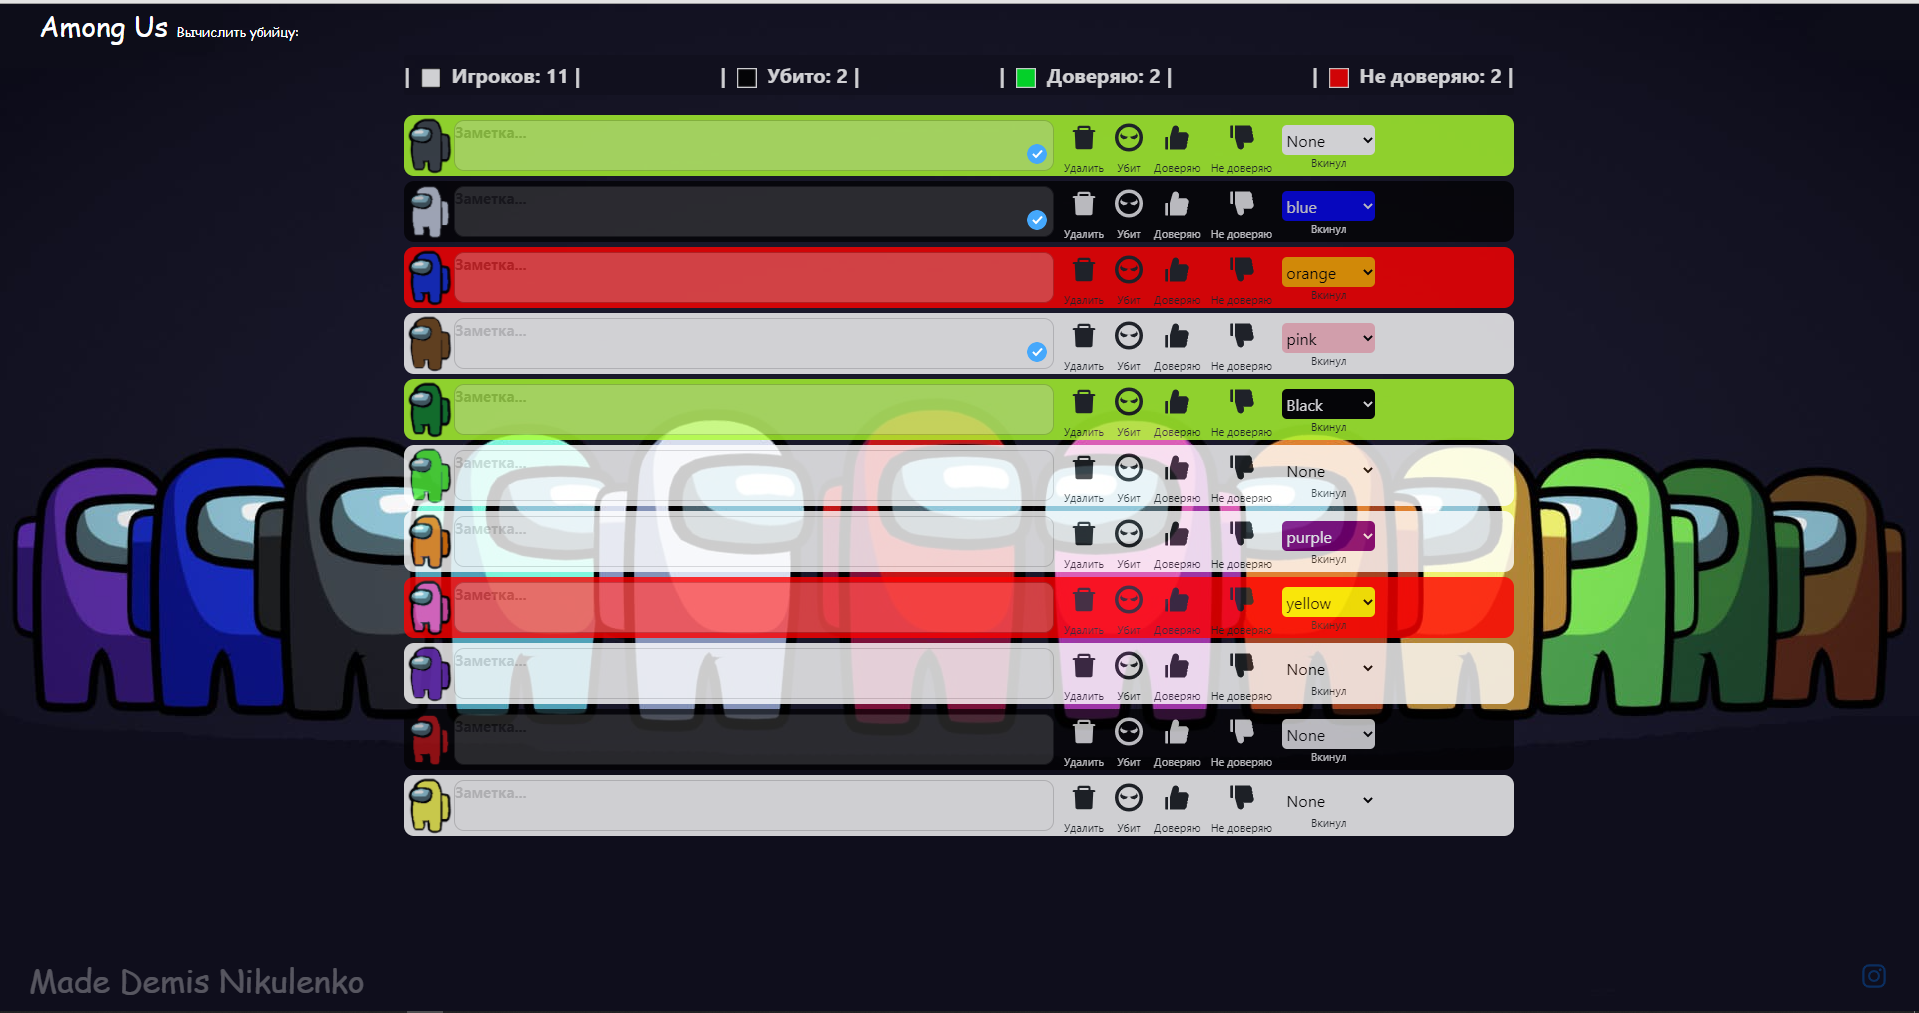 Among Us Вычислить убийцу:
| Игроков: 11 | | Убито: 2 | | Доверяю: 2 | | Не доверяю: 2 |
Заметка... None
Удалить Убит Доверяю Не доверяю Вкинул
Заметка... blue
Удалить Убит Доверяю Не доверяю Вкинул
Заметка... orange
Удалить Убит Доверяю Не доверяю Вкинул
Заметка... pink
Удалить Убит Доверяю Не доверяю Вкинул
Заметка... Black
Удалить Убит Доверяю Не доверяю Вкинул
Заметка... None
Удалить Убит Доверяю Не доверяю Вкинул
Заметка... purple
Удалить Убит Доверяю Не доверяю Вкинул
Заметка... yellow
Удалить Убит Доверяю Не доверяю Вкинул
Заметка... None
Удалить Убит Доверяю Не доверяю Вкинул
Заметка... None
Удалить Убит Доверяю Не доверяю Вкинул
Заметка... None
Удалить Убит Доверяю Не доверяю Вкинул
Made Demis Nikulenko